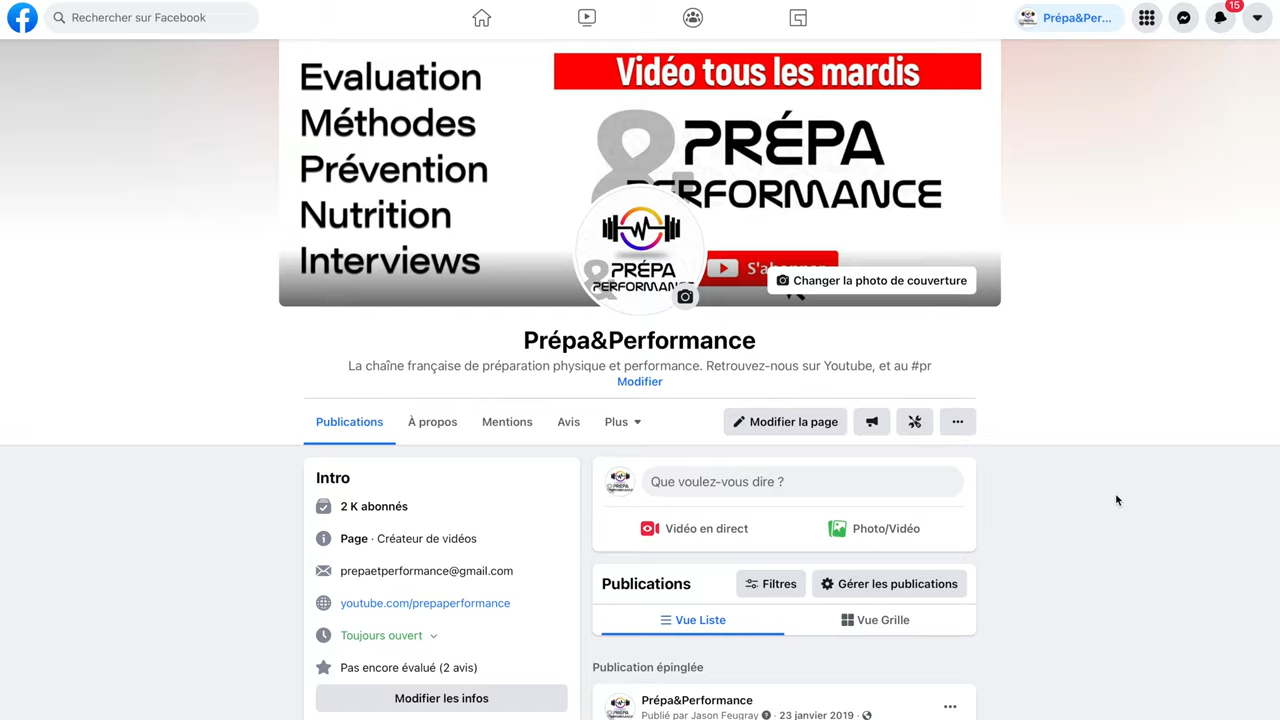 Rechercher sur Facebook
Prépa&Per...
15
Evaluation
Méthodes
Prévention
Nutrition
Interviews
Vidéo tous les mardis
& PRÉPA
PERFORMANCE
& PRÉPA
PERFORMANCE
Changer la photo de couverture
Prépa&Performance
La chaîne française de préparation physique et performance. Retrouvez-nous sur Youtube, et au #pr
Modifier
Publications
À propos
Mentions
Avis
Plus
Modifier la page
Intro
2 K abonnés
Page · Créateur de vidéos
prepaetperformance@gmail.com
youtube.com/prepaperformance
Toujours ouvert
Pas encore évalué (2 avis)
Modifier les infos
Que voulez-vous dire ?
Vidéo en direct
Photo/Vidéo
Publications
Filtres
Gérer les publications
Vue Liste
Vue Grille
Publication épinglée
Prépa&Performance
Publié par Jason Feugray · 23 janvier 2019 ·